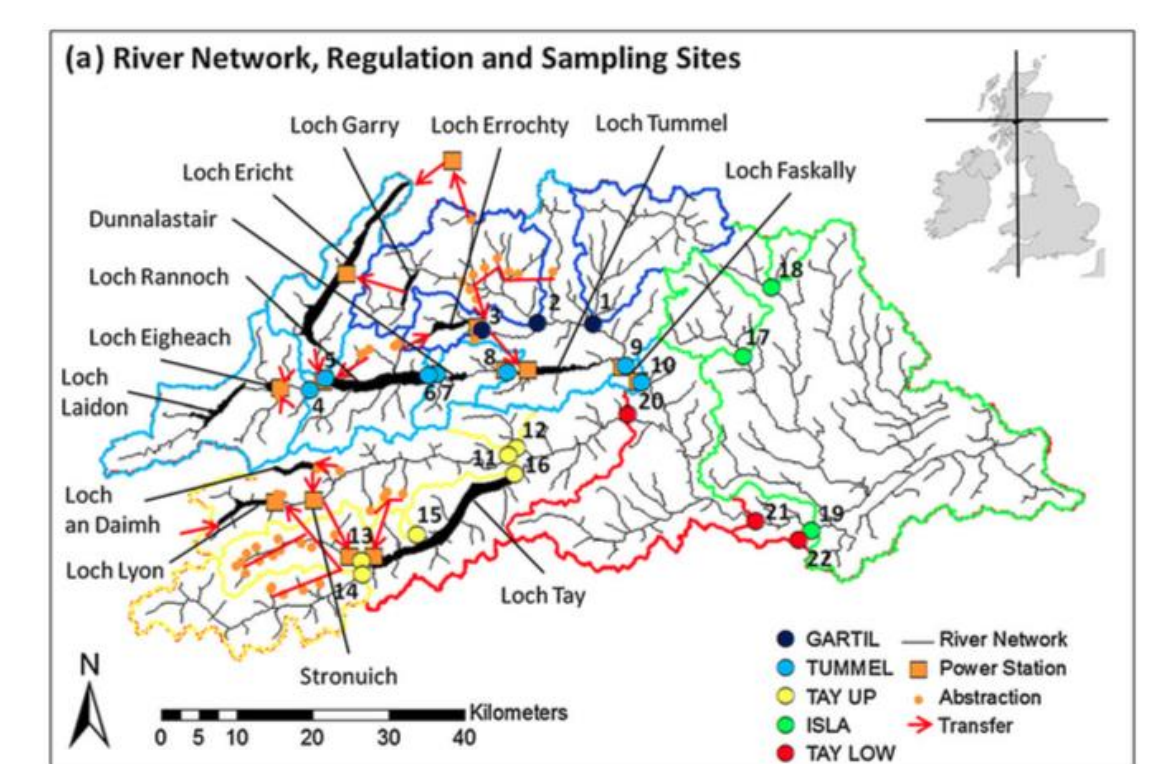 (a) River Network, Regulation and Sampling Sites
Loch Garry
Loch Errochty
Loch Tummel
Loch Ericht
Loch Faskally
Dunnalastair
Loch Rannoch
18
Loch Eigheach
3
2
1
17
5
8
9
Loch
Laidon
4
6
7
10
20
12
11
16
Loch
an Daimh
15
21
19
13
22
Loch Lyon
14
Loch Tay
Stronuich
N
Kilometers
0 5 10 20 30 40
GARTIL
River Network
TUMMEL
Power Station
TAY UP
Abstraction
ISLA
Transfer
TAY LOW